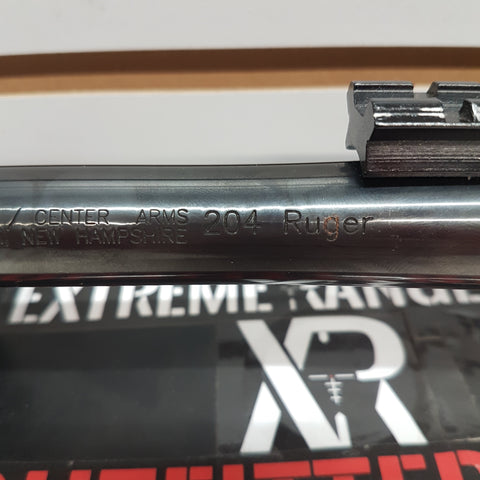 / CENTER ARMS 204 Ruger
NEW HAMPSHIRE
EXTREME RANGE
XR